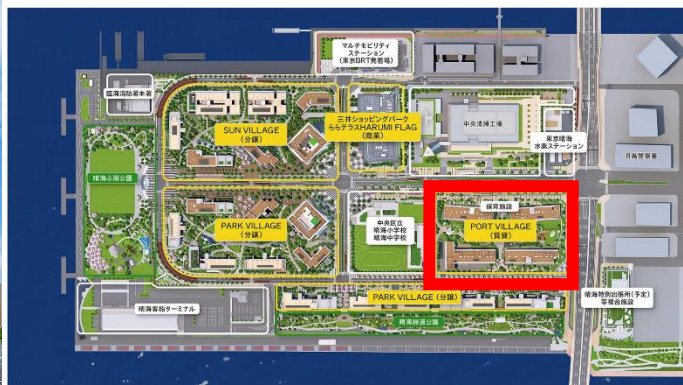 マルチモビリティ
ステーション
(東京BRT発着場)
臨海消防署本署
SUN VILLAGE
(分譲)
三井ショッピングパーク
ららテラスHARUMI FLAG
(商業)
中央清掃工場
東京晴海
水素ステーション
月島警察署
晴海ふ頭公園
PARK VILLAGE
(分譲)
中央区立
晴海小学校
晴海中学校
保育施設
PORT VILLAGE
(賃貸)
PARK VILLAGE (分譲)
晴海客船ターミナル
晴海緑道公園
晴海特別出張所(予定)
等複合施設